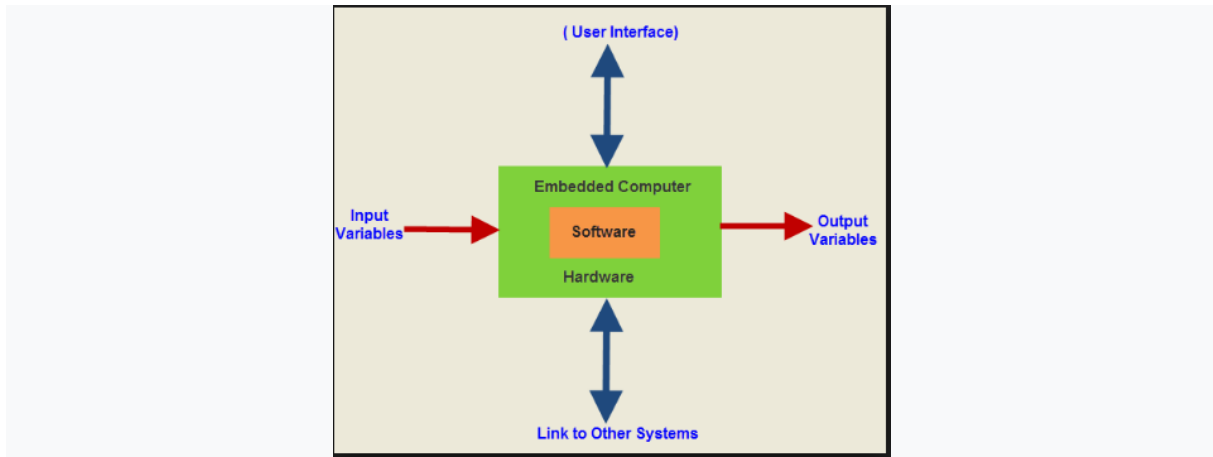 ( User Interface)
Embedded Computer
Input
Variables
Software
Output
Variables
Hardware
Link to Other Systems